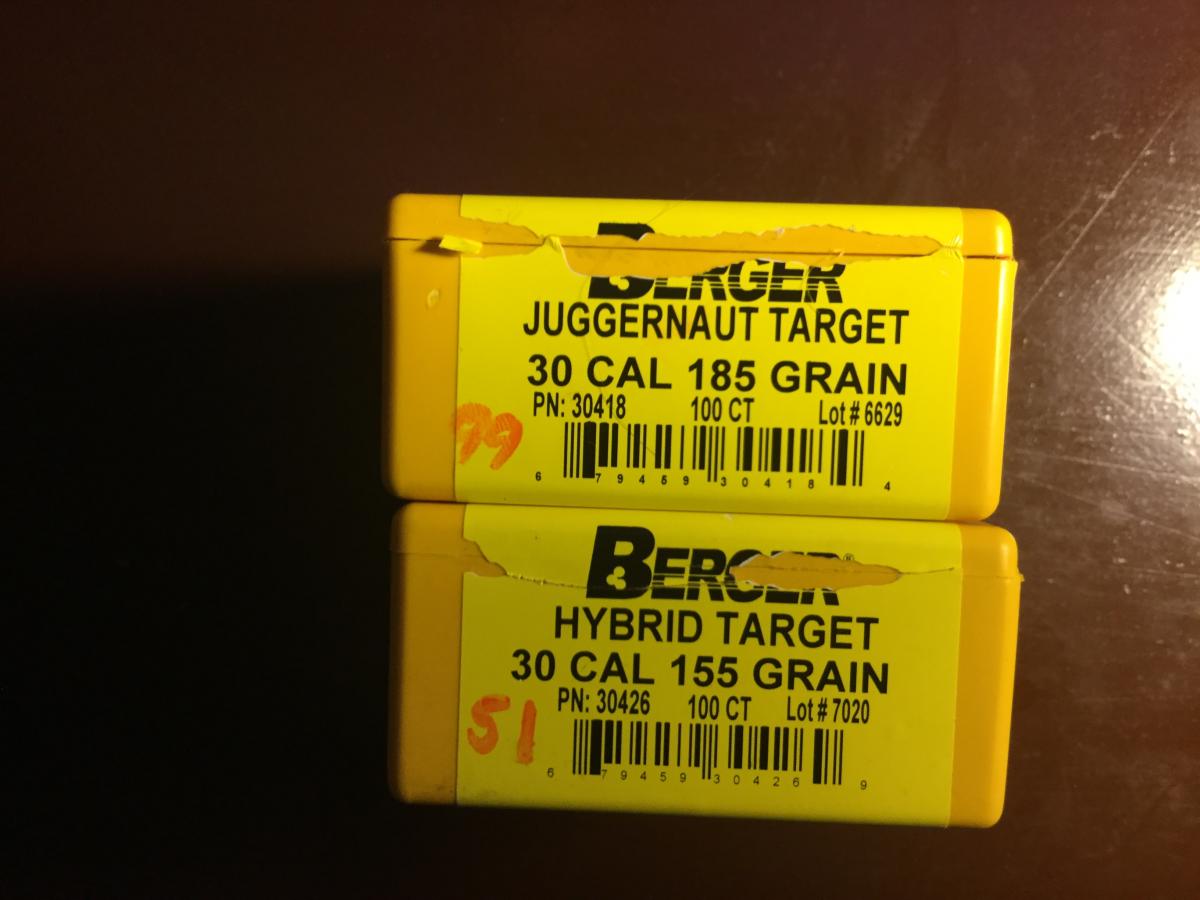 BERGER
JUGGERNAUT TARGET
30 CAL 185 GRAIN
PN: 30418 100 CT Lot # 6629
79
6 79459 30418 4
BERGER®
HYBRID TARGET
30 CAL 155 GRAIN
PN: 30426 100 CT Lot # 7020
51
6 79459 30426 9